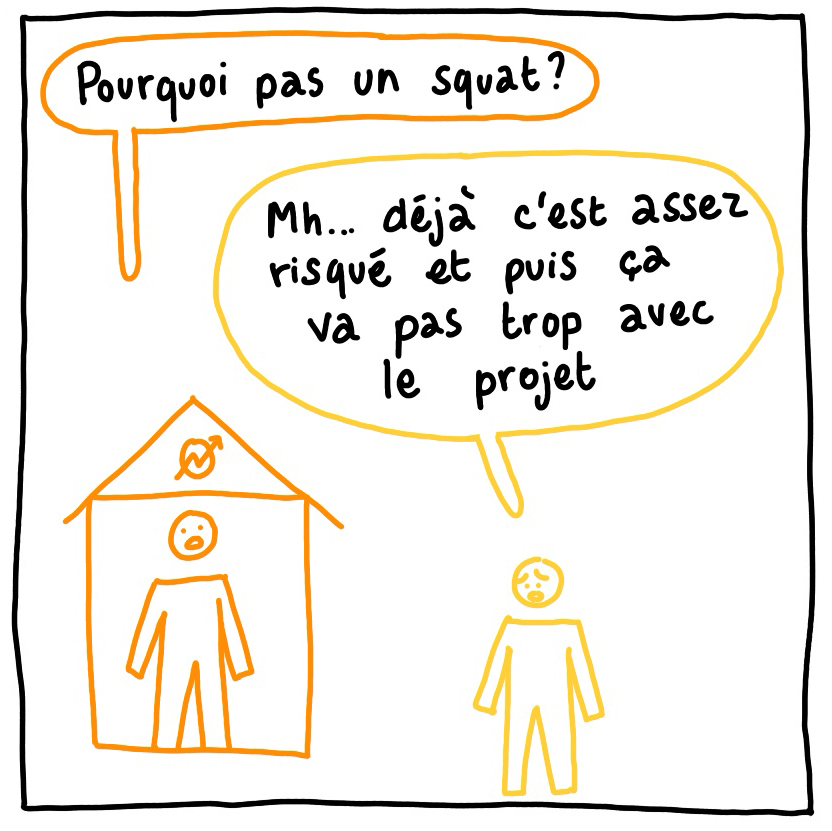 Pourquoi pas un squat?
Mh... déjà c'est assez
risqué et puis ça
va pas trop avec
le projet